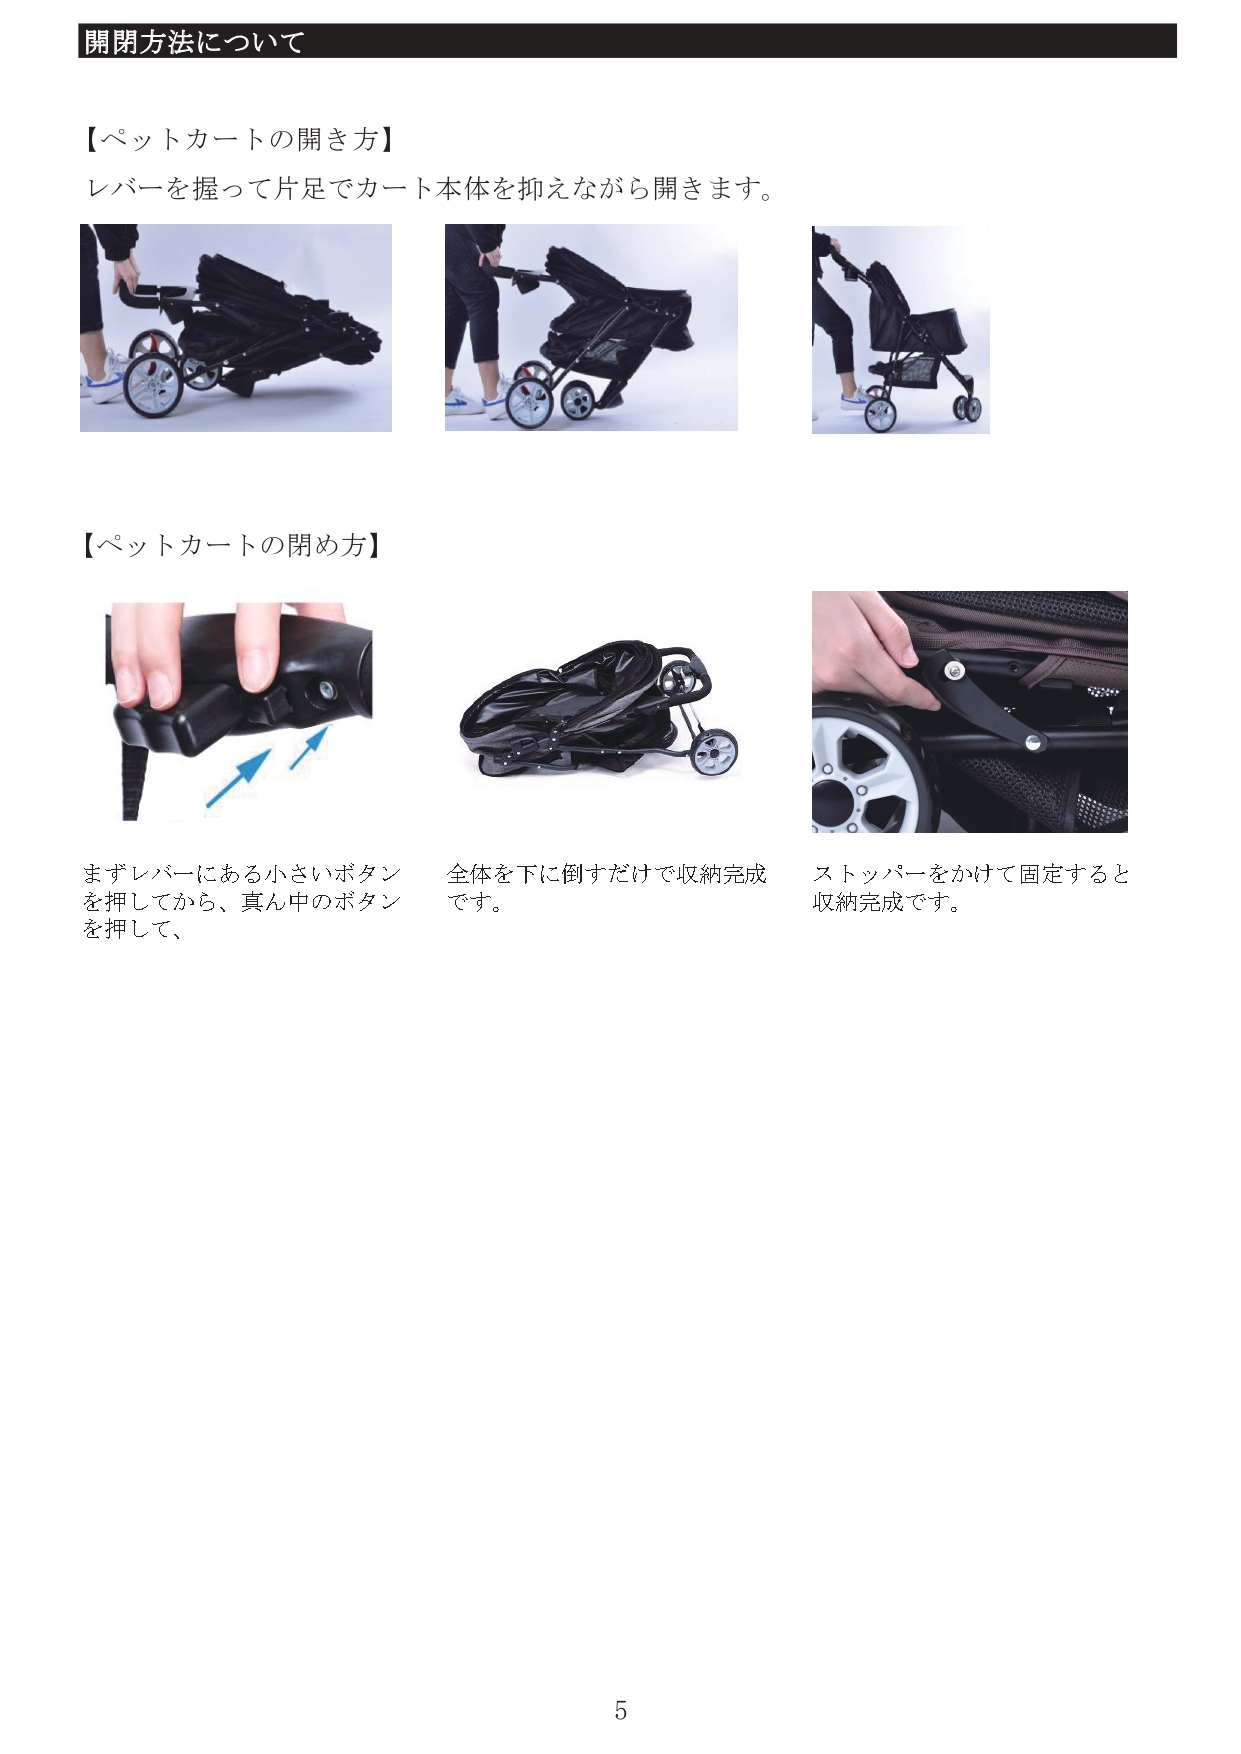 開閉方法について
【ペットカートの開き方】
レバーを握って片足でカート本体を抑えながら開きます。
【ペットカートの閉め方】
まずレバーにある小さいボタン
を押してから、真ん中のボタン
を押して、
全体を下に倒すだけで収納完成
です。
ストッパーをかけて固定すると
収納完成です。
5